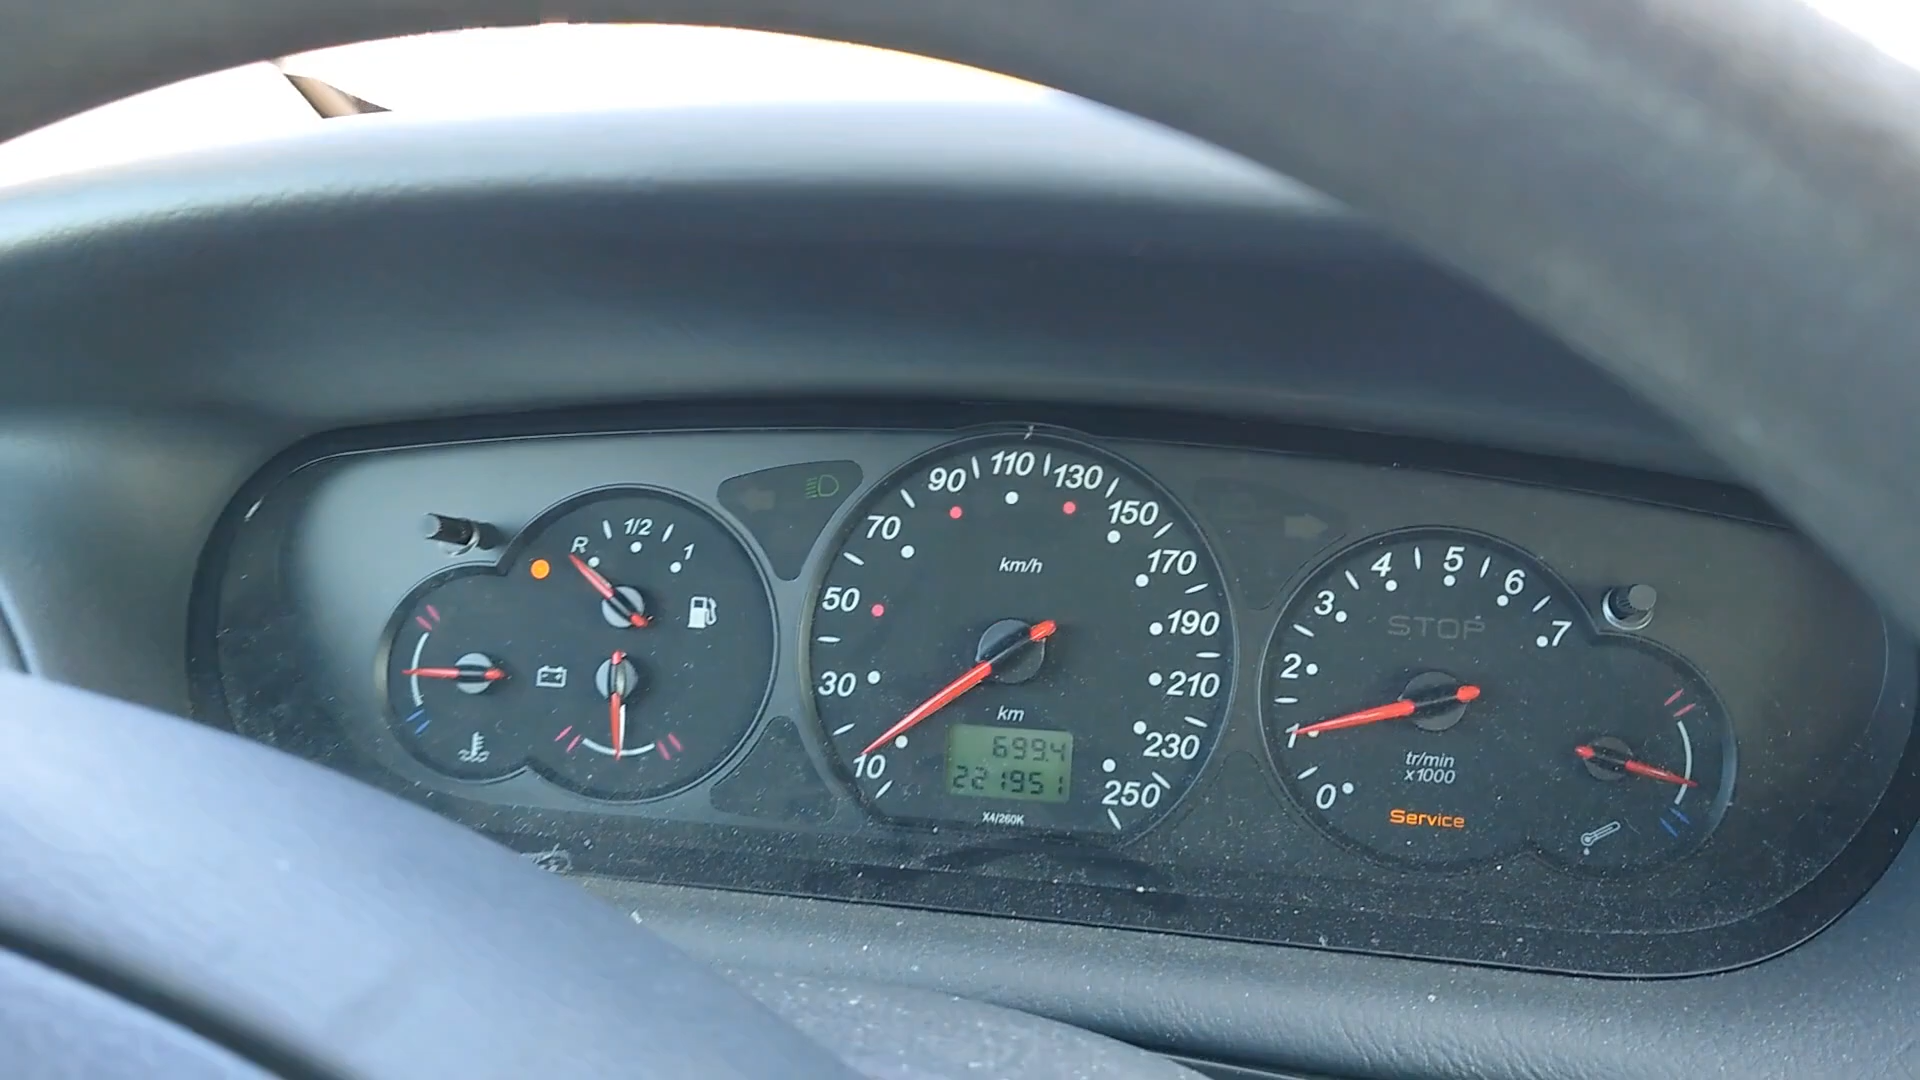 R 1/2 1
10 30 50 70 90 110 130 150 170 190 210 230 250
km/h
km
699.4
221951
X4/260K
0 1 2 3 4 5 6 7
STOP
tr/min
x1000
Service